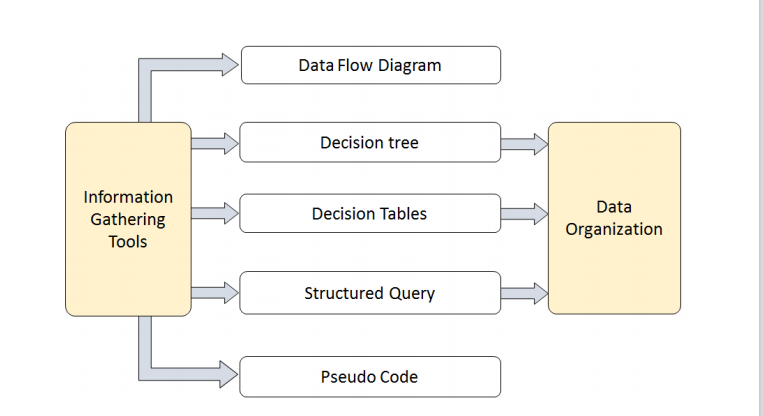 Data Flow Diagram
Decision tree
Information
Gathering
Tools
Decision Tables
Data
Organization
Structured Query
Pseudo Code